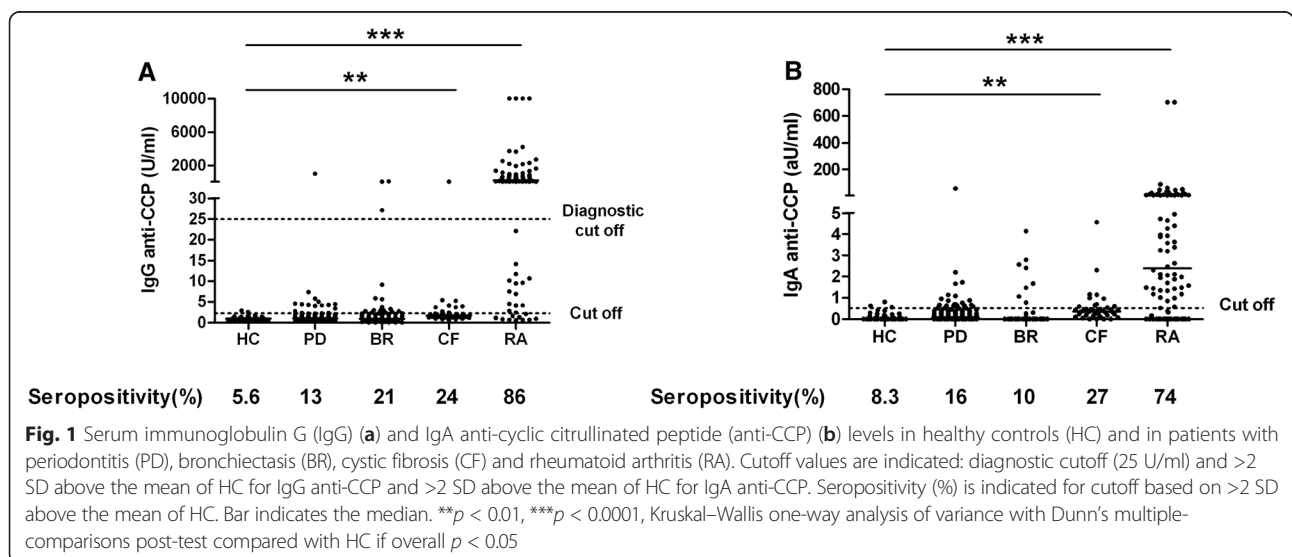 ***
**
A
IgG anti-CCP (U/ml)
10000
6000
2000
30
25
20
15
10
5
0
Diagnostic
cut off
Cut off
HC PD BR CF RA
Seropositivity(%) 5.6 13 21 24 86
***
**
B
IgA anti-CCP (aU/ml)
800
600
400
200
5
4
3
2
1
0
Cut off
HC PD BR CF RA
Seropositivity(%) 8.3 16 10 27 74
Fig. 1 Serum immunoglobulin G (IgG) (a) and IgA anti-cyclic citrullinated peptide (anti-CCP) (b) levels in healthy controls (HC) and in patients with
periodontitis (PD), bronchiectasis (BR), cystic fibrosis (CF) and rheumatoid arthritis (RA). Cutoff values are indicated: diagnostic cutoff (25 U/ml) and >2
SD above the mean of HC for IgG anti-CCP and >2 SD above the mean of HC for IgA anti-CCP. Seropositivity (%) is indicated for cutoff based on >2 SD
above the mean of HC. Bar indicates the median. **p < 0.01, ***p < 0.0001, Kruskal–Wallis one-way analysis of variance with Dunn's multiple-
comparisons post-test compared with HC if overall p < 0.05